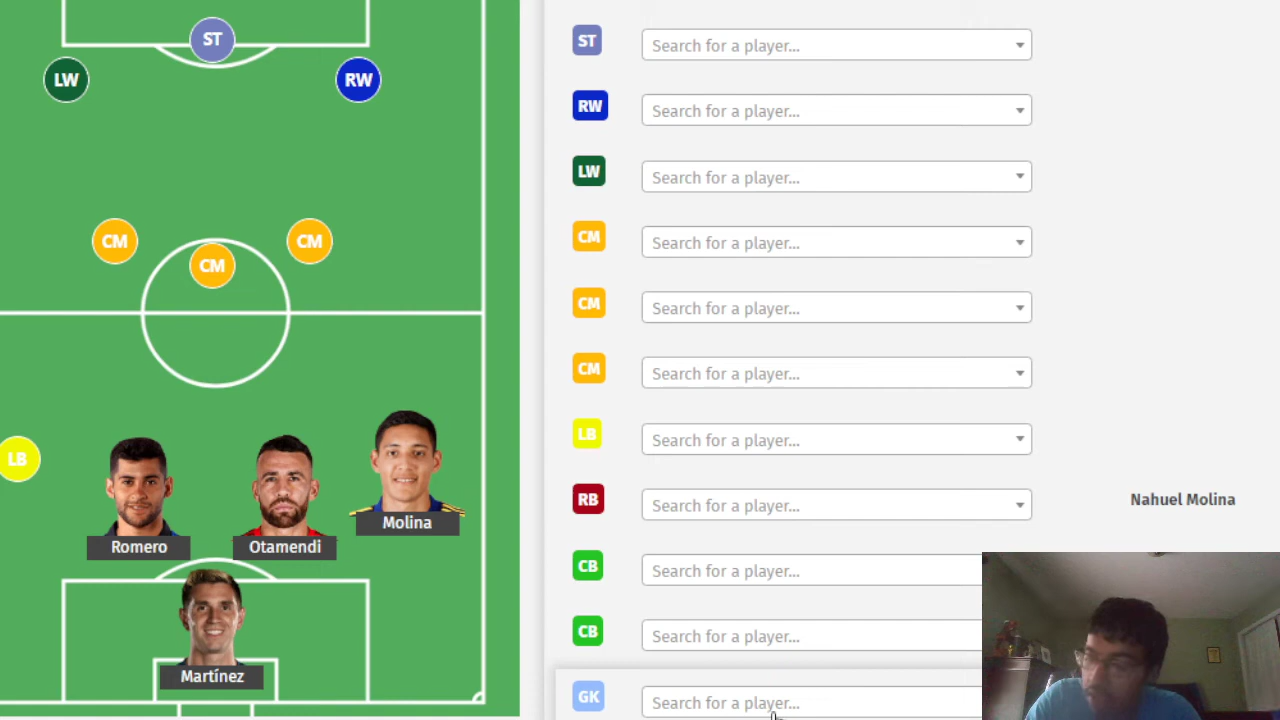 ST
LW
RW
CM
CM
CM
LB
Romero
Otamendi
Molina
Martínez
ST Search for a player...
RW Search for a player...
LW Search for a player...
CM Search for a player...
CM Search for a player...
CM Search for a player...
LB Search for a player...
RB Search for a player... Nahuel Molina
CB Search for a player...
CB Search for a player...
GK Search for a player...